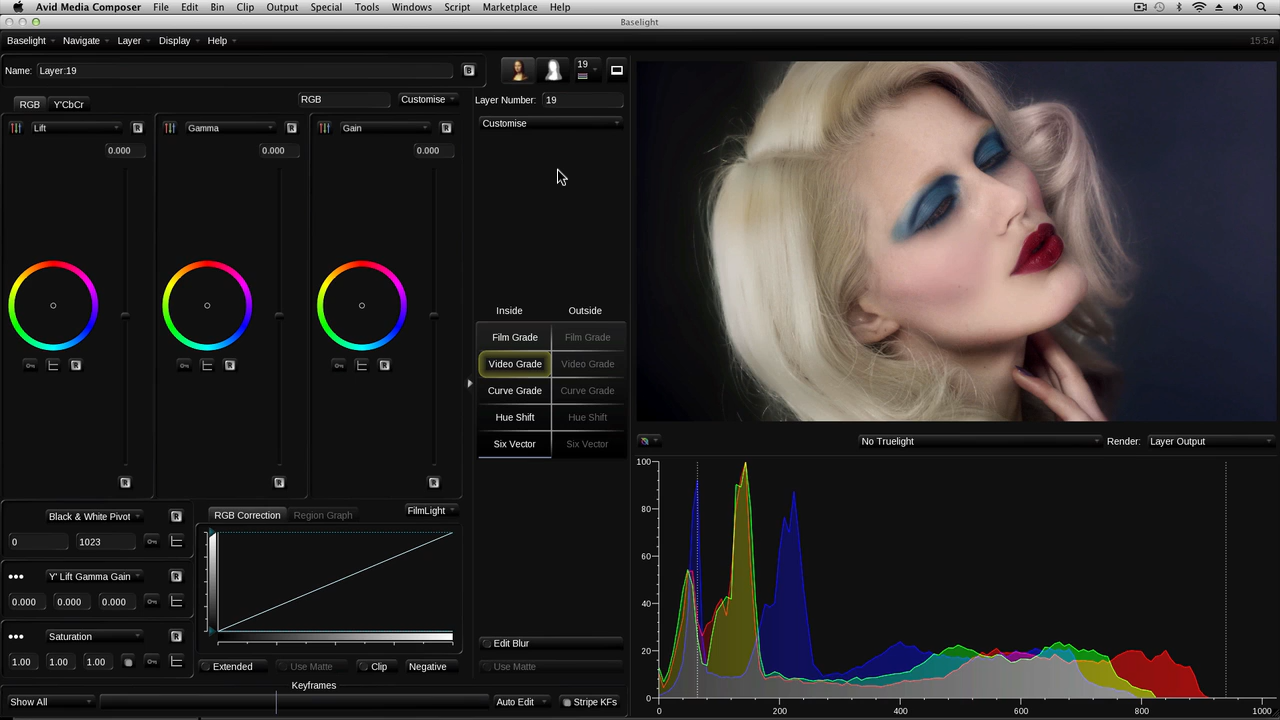 Avid Media Composer File Edit Bin Clip Output Special Tools Windows Script Marketplace Help
Baselight
Baselight Navigate Layer Display Help 15:54
Name: Layer:19 B 19
RGB Y'CbCr RGB Customise Layer Number: 19
Lift R Gamma R Gain R Customise
0.000 0.000 0.000
Inside Outside
Film Grade Film Grade
Video Grade Video Grade
R R R
Curve Grade Curve Grade
Hue Shift Hue Shift
Six Vector Six Vector
R R R
No Truelight Render: Layer Output
Black & White Pivot R
0 1023
Y' Lift Gamma Gain R
0.000 0.000 0.000
Saturation R
1.00 1.00 1.00
RGB Correction Region Graph FilmLight
Extended Use Matte Clip Negative
Edit Blur
Use Matte
Keyframes
Show All Auto Edit Stripe KFs
100
80
60
40
20
0
0 200 400 600 800 1000